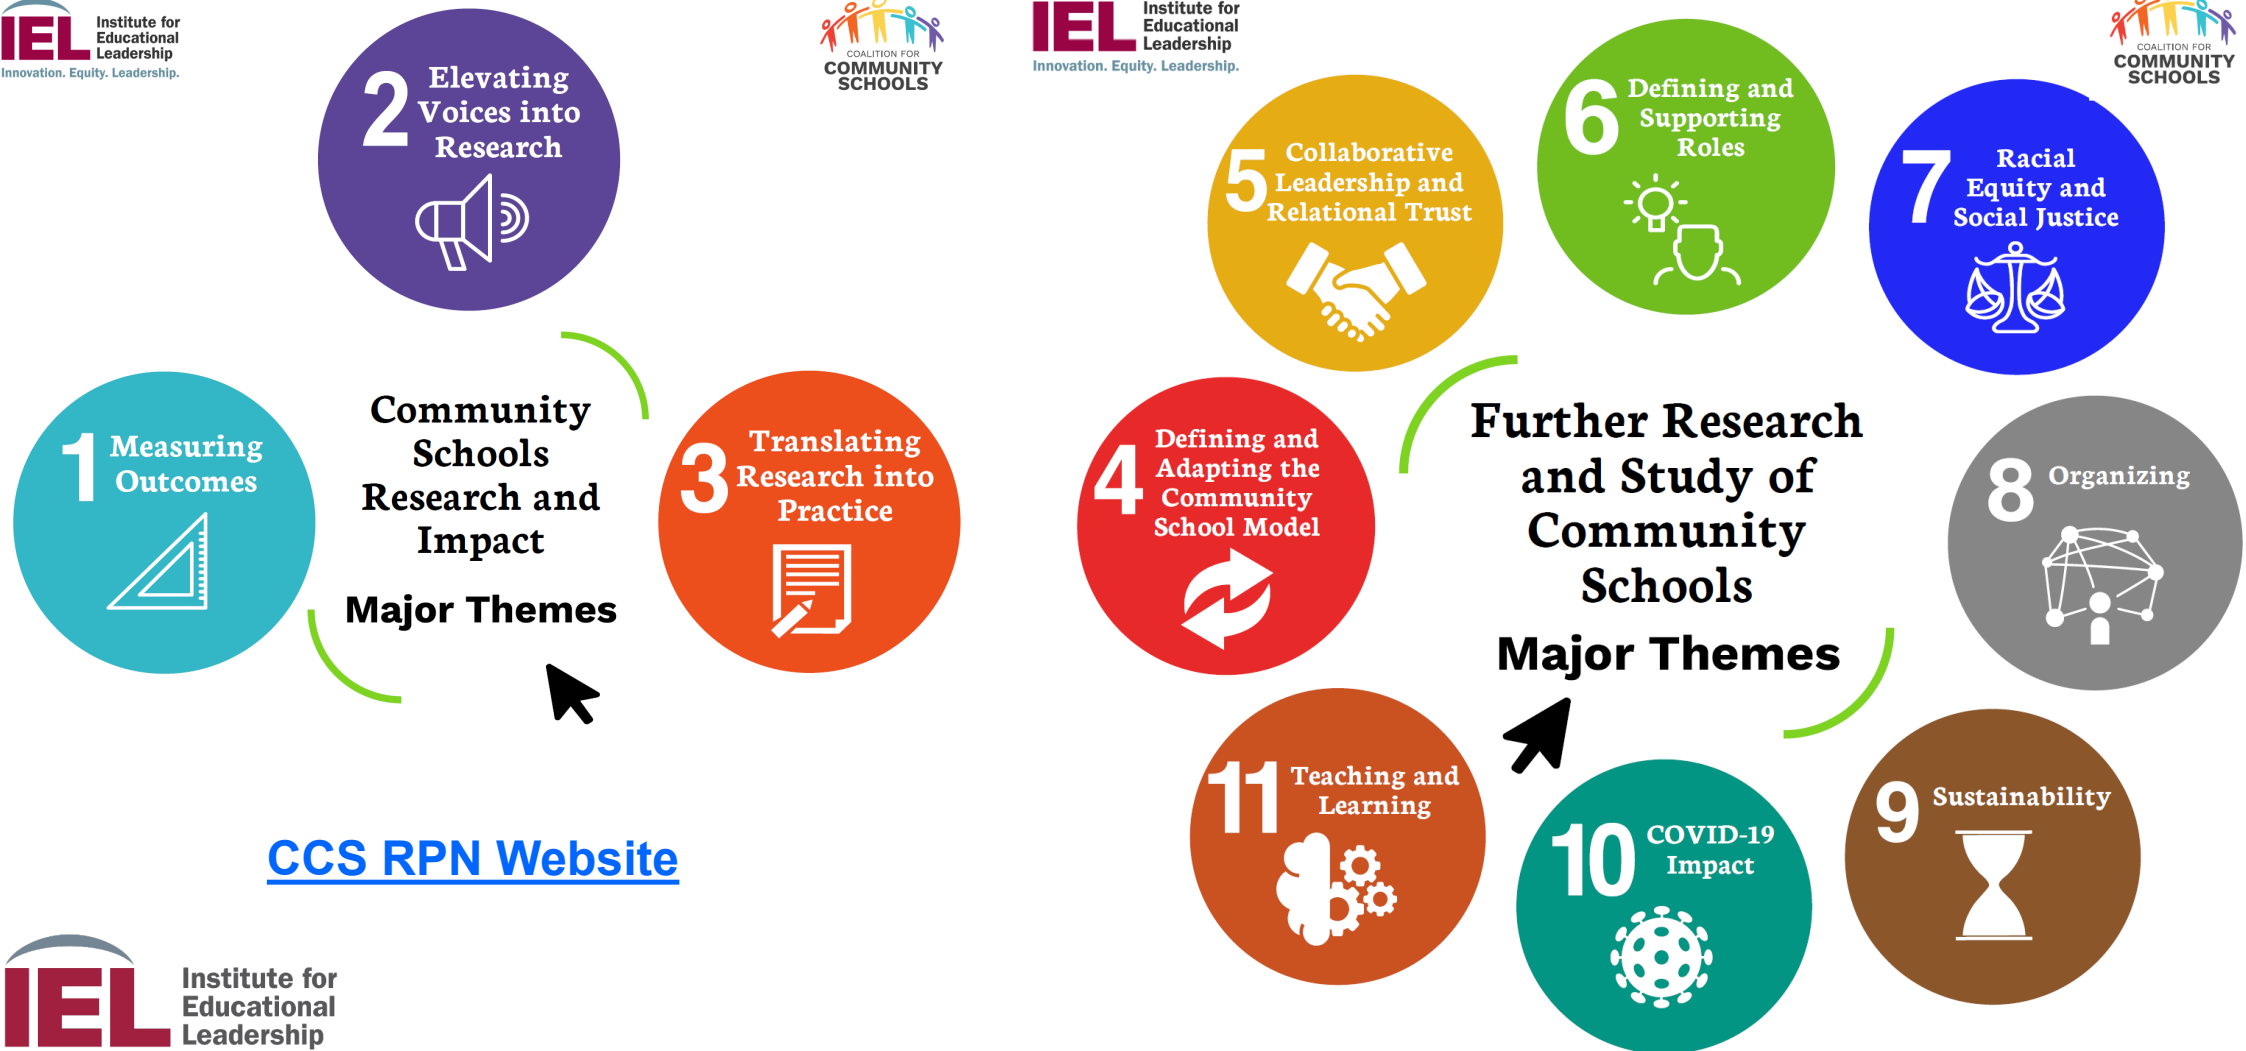 IEL
Institute for
Educational
Leadership
Innovation. Equity. Leadership.
COALITION FOR
COMMUNITY
SCHOOLS
2
Elevating
Voices into
Research
1
Measuring
Outcomes
Community
Schools
Research and
Impact
Major Themes
3
Translating
Research into
Practice
CCS RPN Website
IEL
Institute for
Educational
Leadership
IEL
Institute for
Educational
Leadership
Innovation. Equity. Leadership.
COALITION FOR
COMMUNITY
SCHOOLS
5
Collaborative
Leadership and
Relational Trust
6
Defining and
Supporting
Roles
7
Racial
Equity and
Social Justice
4
Defining and
Adapting the
Community
School Model
Further Research
and Study of
Community
Schools
Major Themes
8
Organizing
11
Teaching and
Learning
10
COVID-19
Impact
9
Sustainability